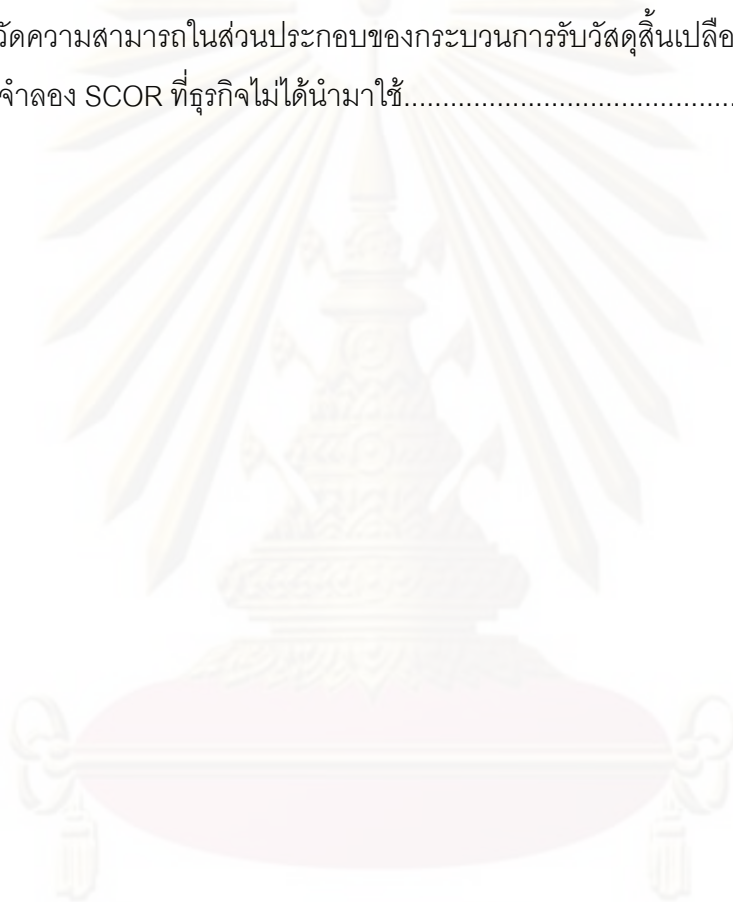 วัดความสามารถในส่วนประกอบของกระบวนการรับวัสดุสิ้นเปลือ
จำลอง SCOR ที่ธุรกิจไม่ได้นำมาใช้..........................................